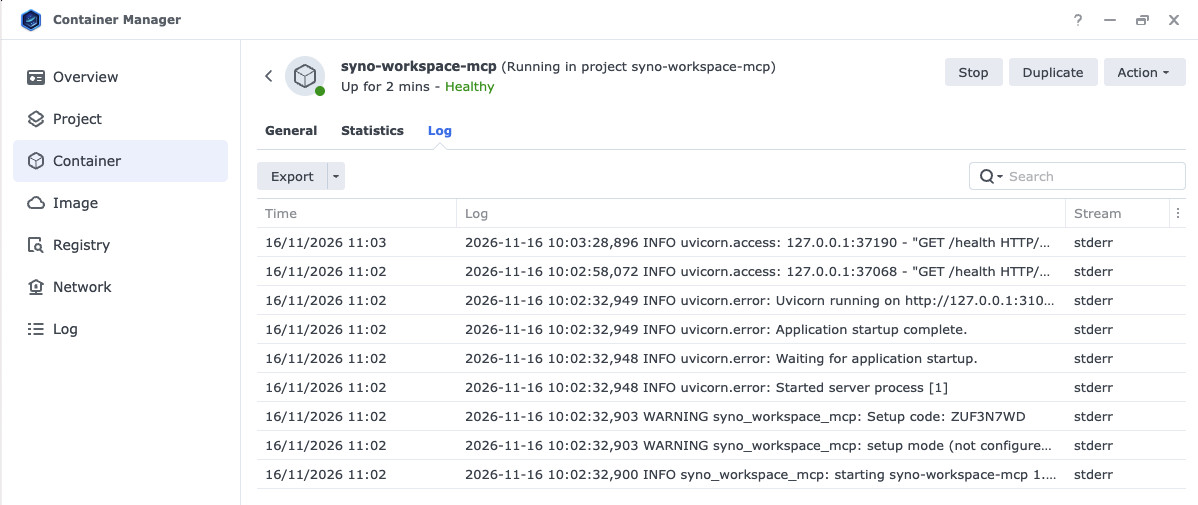 Container Manager
Overview
Project
Container
Image
Registry
Network
Log
syno-workspace-mcp (Running in project syno-workspace-mcp)
Up for 2 mins - Healthy
Stop
Duplicate
Action
General Statistics Log
Export
Search
Time Log Stream
16/11/2026 11:03 2026-11-16 10:03:28,896 INFO uvicorn.access: 127.0.0.1:37190 - "GET /health HTTP/... stderr
16/11/2026 11:02 2026-11-16 10:02:58,072 INFO uvicorn.access: 127.0.0.1:37068 - "GET /health HTTP/... stderr
16/11/2026 11:02 2026-11-16 10:02:32,949 INFO uvicorn.error: Uvicorn running on http://127.0.0.1:310... stderr
16/11/2026 11:02 2026-11-16 10:02:32,949 INFO uvicorn.error: Application startup complete. stderr
16/11/2026 11:02 2026-11-16 10:02:32,948 INFO uvicorn.error: Waiting for application startup. stderr
16/11/2026 11:02 2026-11-16 10:02:32,948 INFO uvicorn.error: Started server process [1] stderr
16/11/2026 11:02 2026-11-16 10:02:32,903 WARNING syno_workspace_mcp: Setup code: ZUF3N7WD stderr
16/11/2026 11:02 2026-11-16 10:02:32,903 WARNING syno_workspace_mcp: setup mode (not configure... stderr
16/11/2026 11:02 2026-11-16 10:02:32,900 INFO syno_workspace_mcp: starting syno-workspace-mcp 1.... stderr